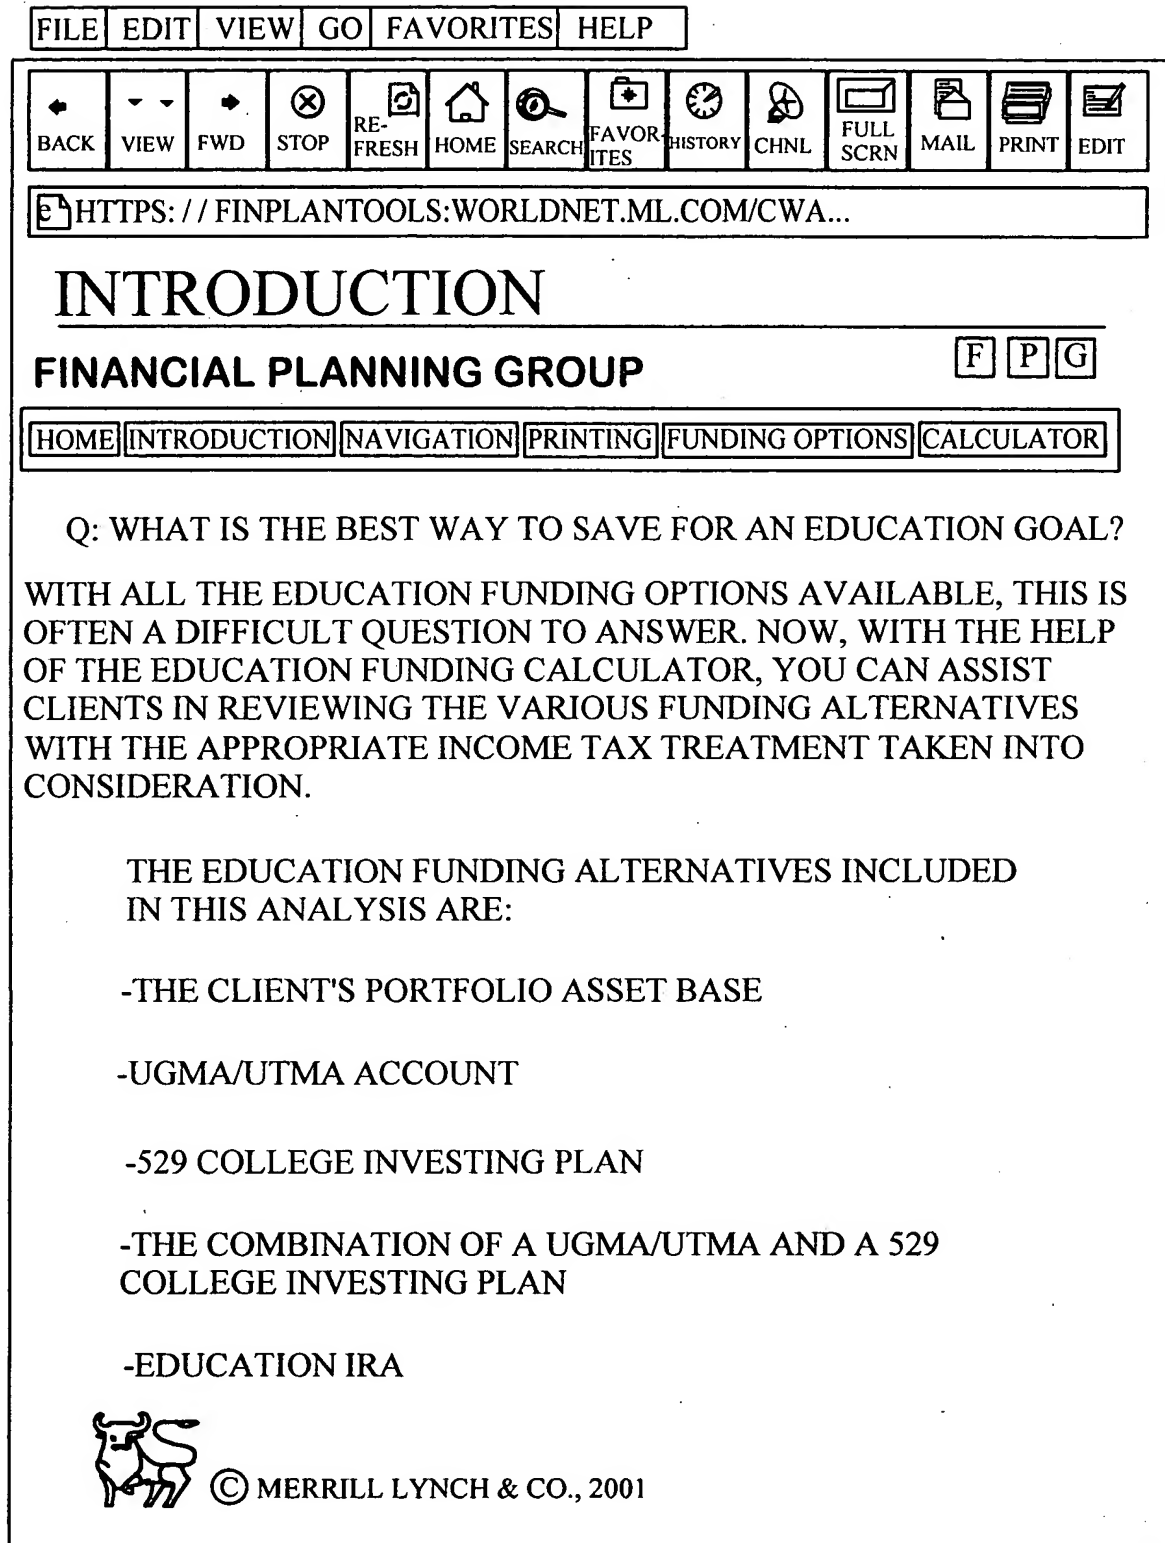 FILE EDIT VIEW GO FAVORITES HELP
BACK VIEW FWD STOP RE-FRESH HOME SEARCH FAVOR-ITES HISTORY CHNL FULL SCRN MAIL PRINT EDIT
e HTTPS: / / FINPLANTOOLS:WORLDNET.ML.COM/CWA...
INTRODUCTION
FINANCIAL PLANNING GROUP F P G
HOME INTRODUCTION NAVIGATION PRINTING FUNDING OPTIONS CALCULATOR
Q: WHAT IS THE BEST WAY TO SAVE FOR AN EDUCATION GOAL?
WITH ALL THE EDUCATION FUNDING OPTIONS AVAILABLE, THIS IS
OFTEN A DIFFICULT QUESTION TO ANSWER. NOW, WITH THE HELP
OF THE EDUCATION FUNDING CALCULATOR, YOU CAN ASSIST
CLIENTS IN REVIEWING THE VARIOUS FUNDING ALTERNATIVES
WITH THE APPROPRIATE INCOME TAX TREATMENT TAKEN INTO
CONSIDERATION.
THE EDUCATION FUNDING ALTERNATIVES INCLUDED
IN THIS ANALYSIS ARE:
-THE CLIENT'S PORTFOLIO ASSET BASE
-UGMA/UTMA ACCOUNT
-529 COLLEGE INVESTING PLAN
-THE COMBINATION OF A UGMA/UTMA AND A 529
COLLEGE INVESTING PLAN
-EDUCATION IRA
© MERRILL LYNCH & CO., 2001